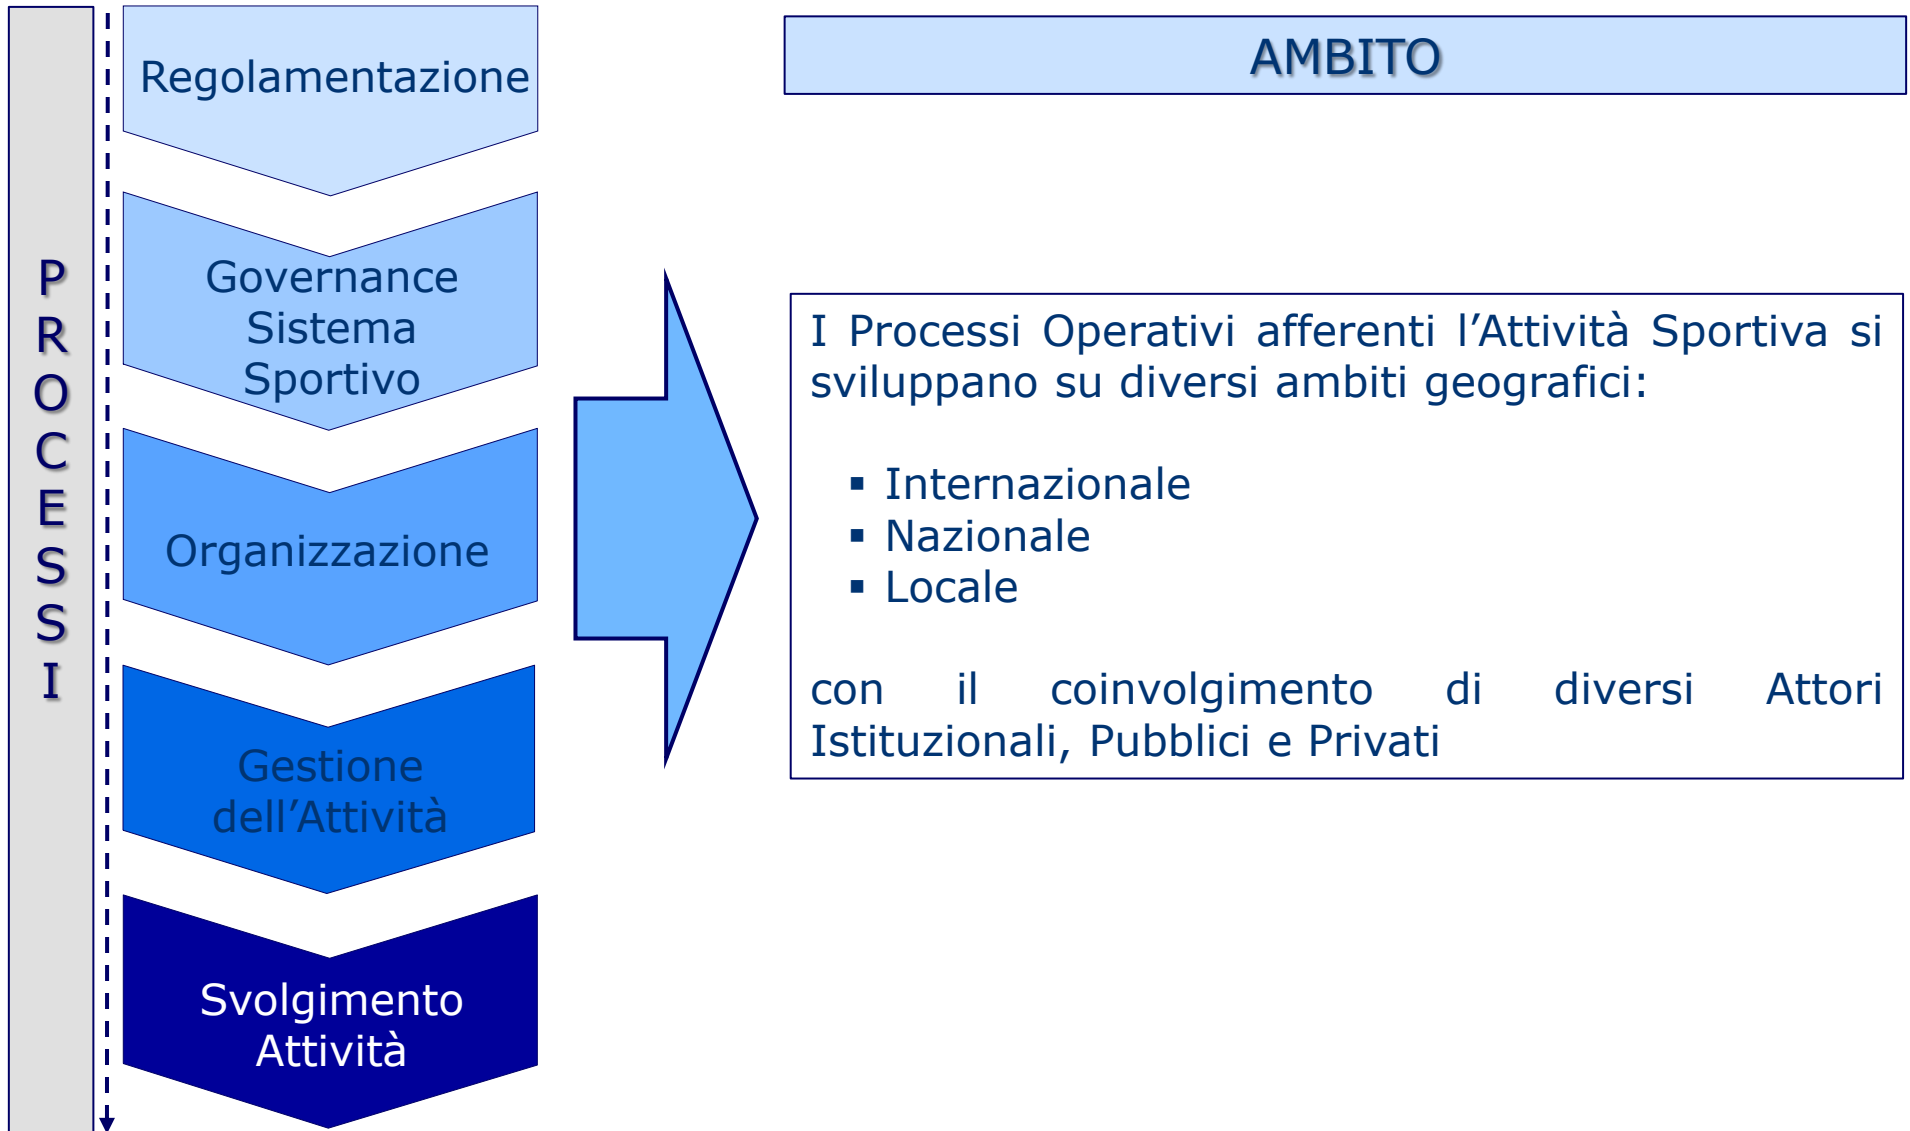 PROCESSI
Regolamentazione
Governance
Sistema
Sportivo
Organizzazione
Gestione
dell’Attività
Svolgimento
Attività
AMBITO
I Processi Operativi afferenti l’Attività Sportiva si
sviluppano su diversi ambiti geografici:
▪ Internazionale
▪ Nazionale
▪ Locale
con il coinvolgimento di diversi Attori
Istituzionali, Pubblici e Privati